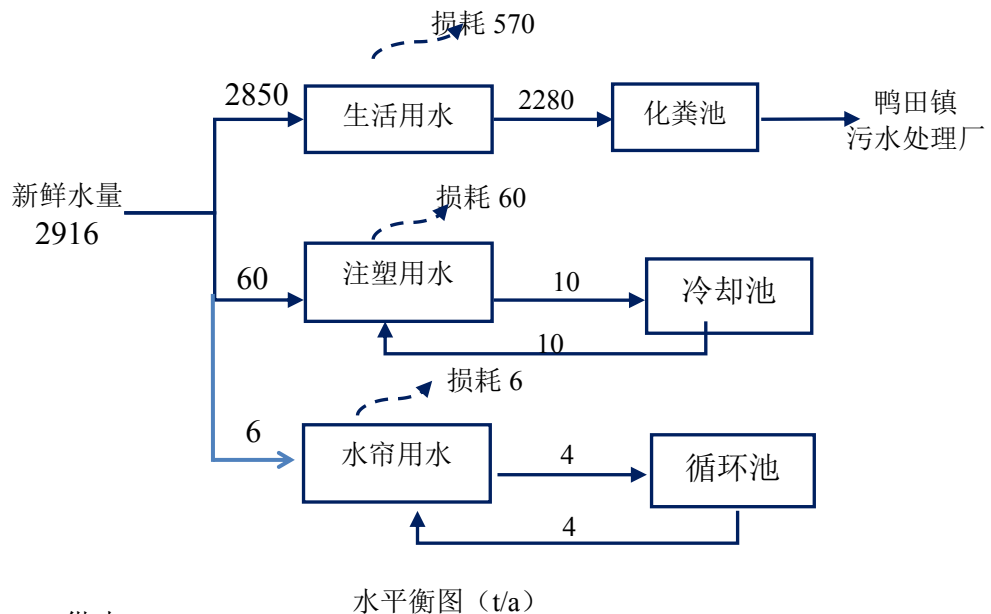 损耗 570
2850
生活用水
2280
化粪池
鸭田镇
污水处理厂
新鲜水量
2916
损耗 60
60
注塑用水
10
冷却池
10
损耗 6
6
水帘用水
4
循环池
4
水平衡图（t/a）